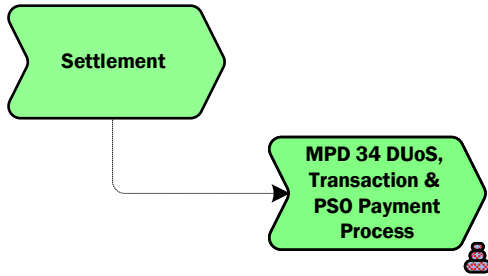 Settlement
MPD 34 DUoS,
Transaction &
PSO Payment
Process